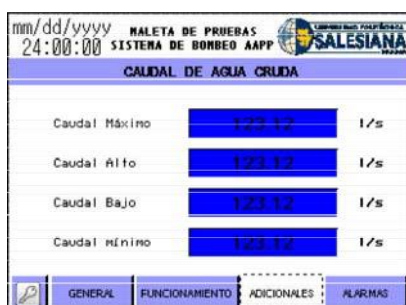 mm/dd/yyyy MALETA DE PRUEBAS
24:00:00 SISTEMA DE BOMBEO AAPP
UNIVERSIDAD POLITÉCNICA
SALESIANA
CAUDAL DE AGUA CRUDA
Caudal Máximo 123.12 l/s
Caudal Alto 123.12 l/s
Caudal Bajo 123.12 l/s
Caudal mínimo 123.12 l/s
GENERAL FUNCIONAMIENTO ADICIONALES ALARMAS